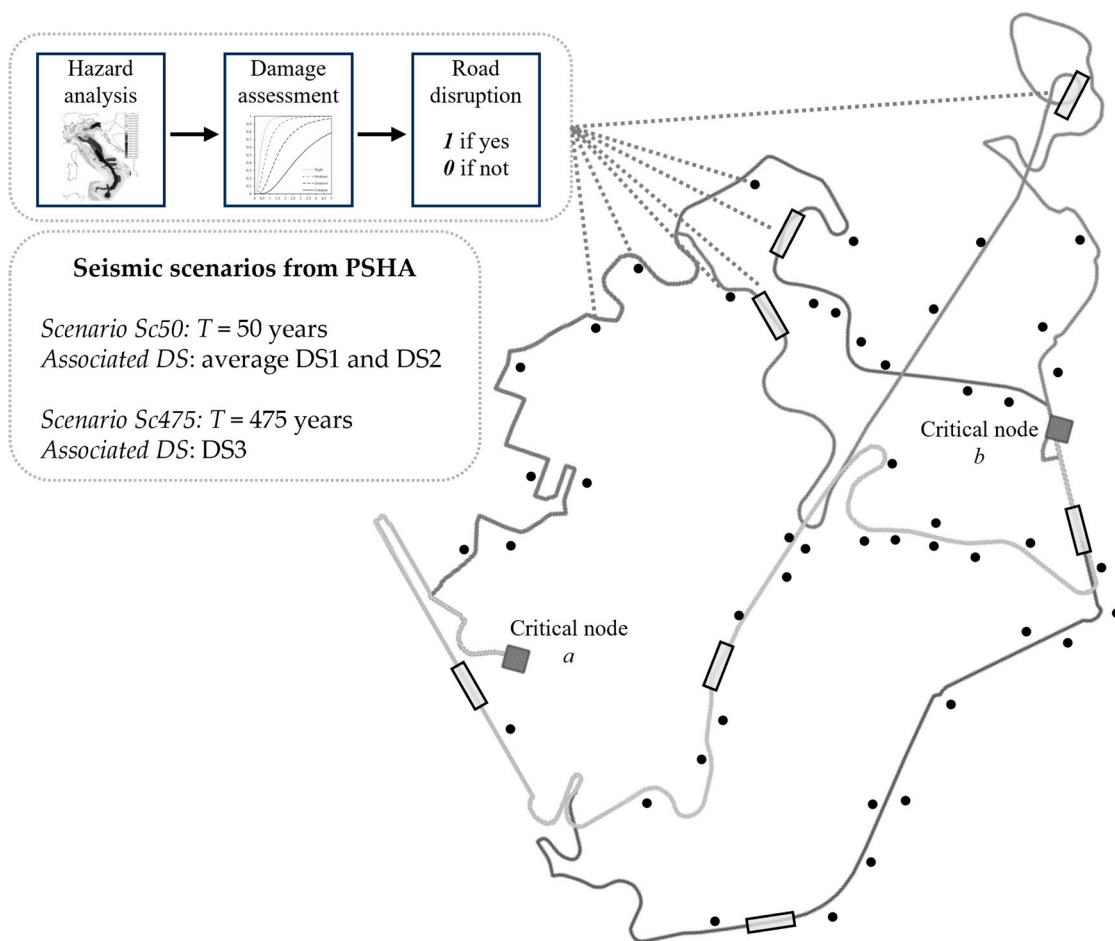 Hazard
analysis
Damage
assessment
Road
disruption
1 if yes
0 if not
Seismic scenarios from PSHA
Scenario Sc50: T = 50 years
Associated DS: average DS1 and DS2
Scenario Sc475: T = 475 years
Associated DS: DS3
Critical node
b
Critical node
a